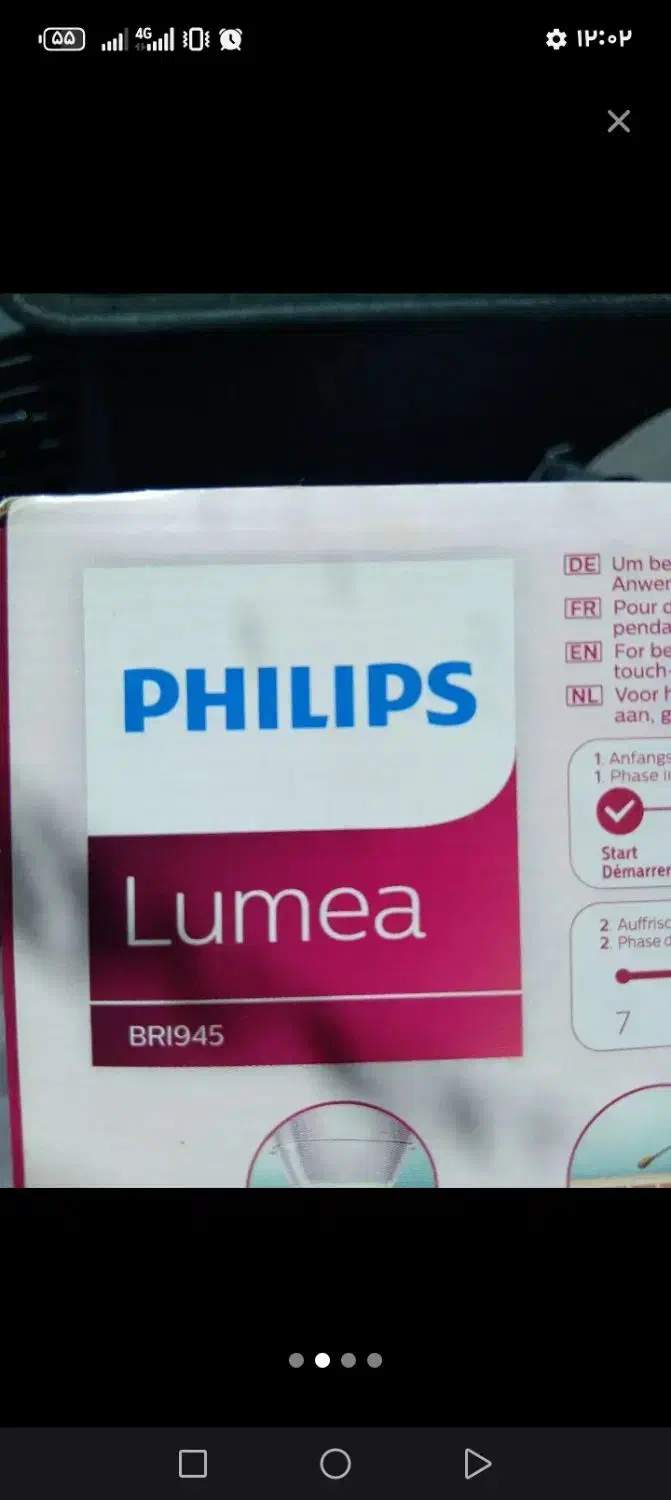 ۵۵ 4G ۱۲:۰۲
PHILIPS
Lumea
BRI945
DE Um be
Anwer
FR Pour d
penda
EN For be
touch-
NL Voor h
aan, g
1. Anfangs
1. Phase i
Start
Démarrer
2. Auffrisc
2. Phase d
7